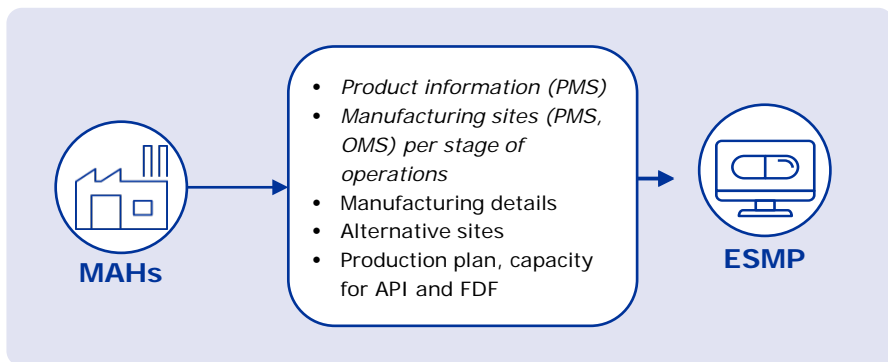 • Product information (PMS)
• Manufacturing sites (PMS,
OMS) per stage of
operations
• Manufacturing details
• Alternative sites
• Production plan, capacity
for API and FDF
MAHs
ESMP